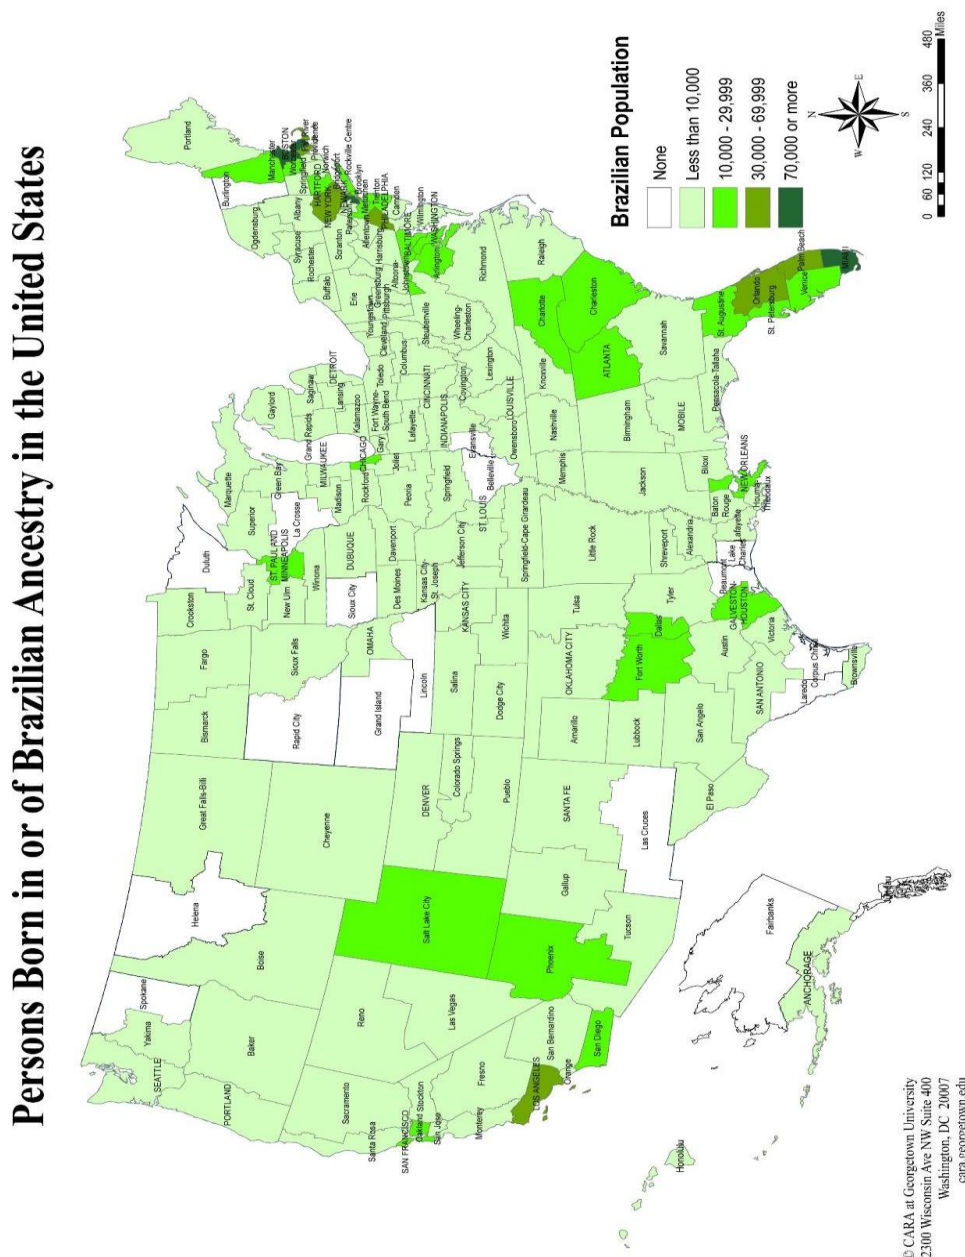 Persons Born in or of Brazilian Ancestry in the United States
SEATTLE
Yakima
Spokane
Helena
Great Falls-Billi
Bismarck
Fargo
Crookston
Duluth
Marquette
Gaylord
Ogdensburg
Burlington
Portland
PORTLAND
Baker
Boise
Cheyenne
Rapid City
Sioux Falls
St. Cloud
New Ulm
ST. PAUL AND
MINNEAPOLIS
Superior
Green Bay
La Crosse
Winona
Madison
MILWAUKEE
Grand Rapids
Saginaw
Lansing
DETROIT
Kalamazoo
Buffalo
Rochester
Syracuse
Albany
Manchester
BOSTON
Springfield
Providence
HARTFORD
Norwich
Rockville Centre
Brooklyn
NEW YORK
Metuchen
Trenton
PHILADELPHIA
Camden
Wilmington
BALTIMORE
WASHINGTON
Arlington
Scranton
Allentown
Harrisburg
Erie
Greensburg
Pittsburgh
Youngstown
Cleveland
Toledo
Columbus
Steubenville
Wheeling-
Charleston
Richmond
Santa Rosa
Sacramento
Reno
Salt Lake City
Grand Island
Lincoln
OMAHA
Sioux City
Des Moines
DUBUQUE
Davenport
Rockford
CHICAGO
Joliet
Peoria
Gary
Fort Wayne-
South Bend
Lafayette
INDIANAPOLIS
CINCINNATI
Covington
Lexington
SAN FRANCISCO
Oakland
Stockton
San Jose
Monterey
Fresno
Las Vegas
DENVER
Colorado Springs
Pueblo
Salina
Dodge City
Wichita
KANSAS CITY
Kansas City-
St. Joseph
Jefferson City
ST. LOUIS
Springfield
Belleville
Evansville
Owensboro
LOUISVILLE
Springfield-Cape Girardeau
LOS ANGELES
San Bernardino
Orange
San Diego
Phoenix
Tucson
Gallup
SANTA FE
Las Cruces
Amarillo
Lubbock
OKLAHOMA CITY
Tulsa
Little Rock
Memphis
Nashville
Knoxville
Charlotte
Raleigh
Charleston
ATLANTA
Savannah
Birmingham
MOBILE
Jackson
Biloxi
El Paso
San Angelo
Fort Worth
Dallas
Tyler
Austin
SAN ANTONIO
Victoria
GALVESTON-
HOUSTON
Beaumont
Lake
Charles
Lafayette
Alexandria
Shreveport
Baton
Rouge
NEW ORLEANS
Houma-
Thibodaux
Laredo
Corpus Christi
Brownsville
St. Augustine
Orlando
St. Petersburg
Venice
Palm Beach
MIAMI
Honolulu
Fairbanks
ANCHORAGE
Juneau
Brazilian Population
None
Less than 10,000
10,000 - 29,999
30,000 - 69,999
70,000 or more
N
W
E
S
0 60 120 240 360 480
Miles
© CARA at Georgetown University
2300 Wisconsin Ave NW Suite 400
Washington, DC 20007
cara.georgetown.edu